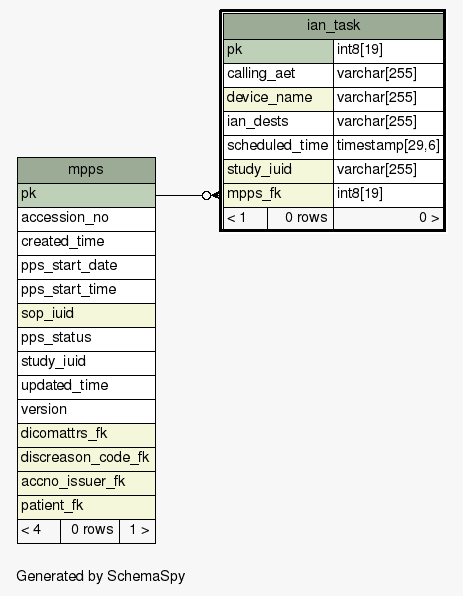 ian_task
pk int8[19]
calling_aet varchar[255]
device_name varchar[255]
ian_dests varchar[255]
scheduled_time timestamp[29,6]
study_iuid varchar[255]
mpps_fk int8[19]
< 1 0 rows 0 >
mpps
pk
accession_no
created_time
pps_start_date
pps_start_time
sop_iuid
pps_status
study_iuid
updated_time
version
dicomattrs_fk
discreason_code_fk
accno_issuer_fk
patient_fk
< 4 0 rows 1 >
Generated by SchemaSpy